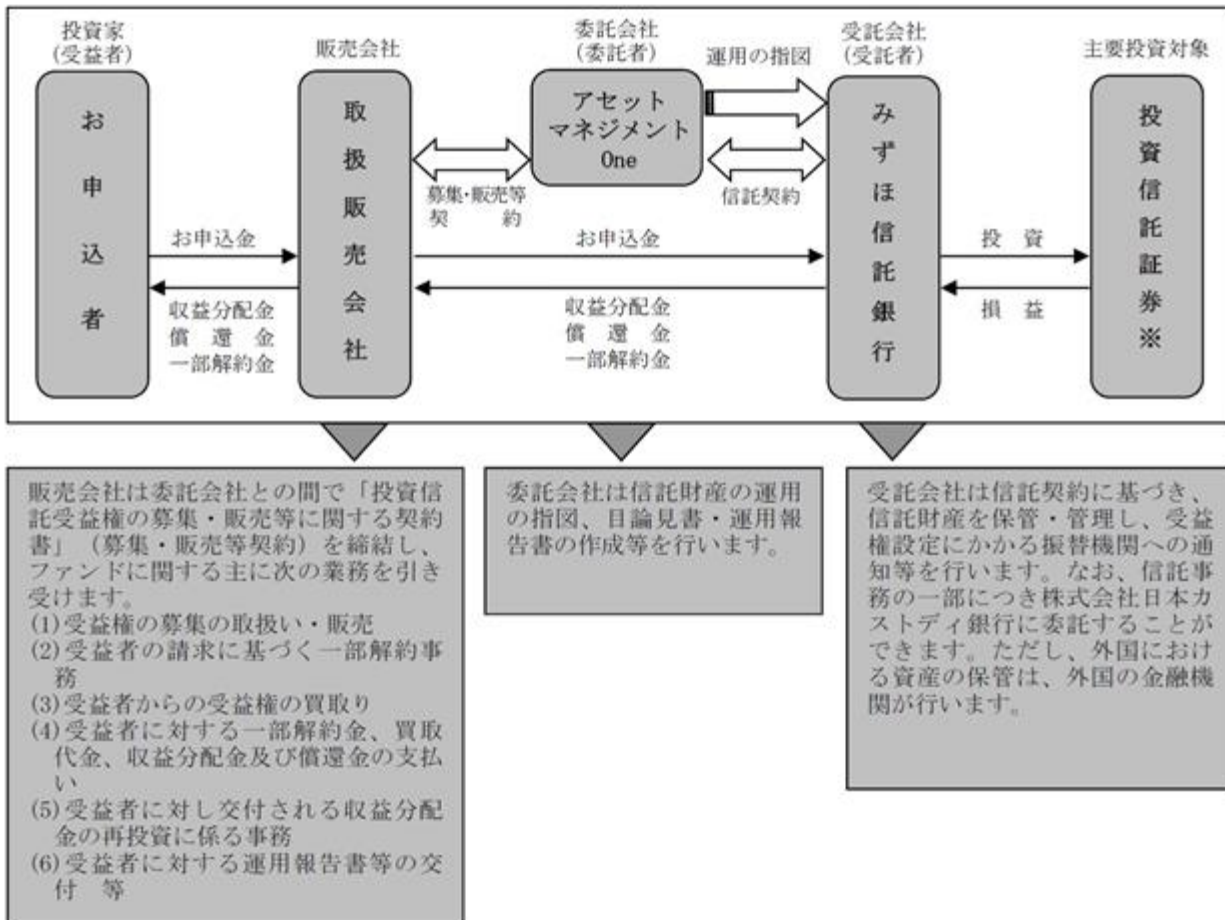 投資家
(受益者)
お申込者
販売会社
取扱販売会社
委託会社
(委託者)
アセット
マネジメント
One
運用の指図
受託会社
(受託者)
みずほ信託銀行
主要投資対象
投資信託証券※
募集・販売等
契　　　約
信託契約
お申込金
収益分配金
償　還　金
一部解約金
お申込金
収益分配金
償　還　金
一部解約金
投　資
損　益
販売会社は委託会社との間で「投資信
託受益権の募集・販売等に関する契約
書」（募集・販売等契約）を締結し、
ファンドに関する主に次の業務を引き
受けます。
(1)受益権の募集の取扱い・販売
(2)受益者の請求に基づく一部解約事
務
(3)受益者からの受益権の買取り
(4)受益者に対する一部解約金、買取
代金、収益分配金及び償還金の支払
い
(5)受益者に対し交付される収益分配
金の再投資に係る事務
(6)受益者に対する運用報告書等の交
付　等
委託会社は信託財産の運用
の指図、目論見書・運用報
告書の作成等を行います。
受託会社は信託契約に基づき、
信託財産を保管・管理し、受益
権設定にかかる振替機関への通
知等を行います。なお、信託事
務の一部につき株式会社日本カ
ストディ銀行に委託することが
できます。ただし、外国におけ
る資産の保管は、外国の金融機
関が行います。